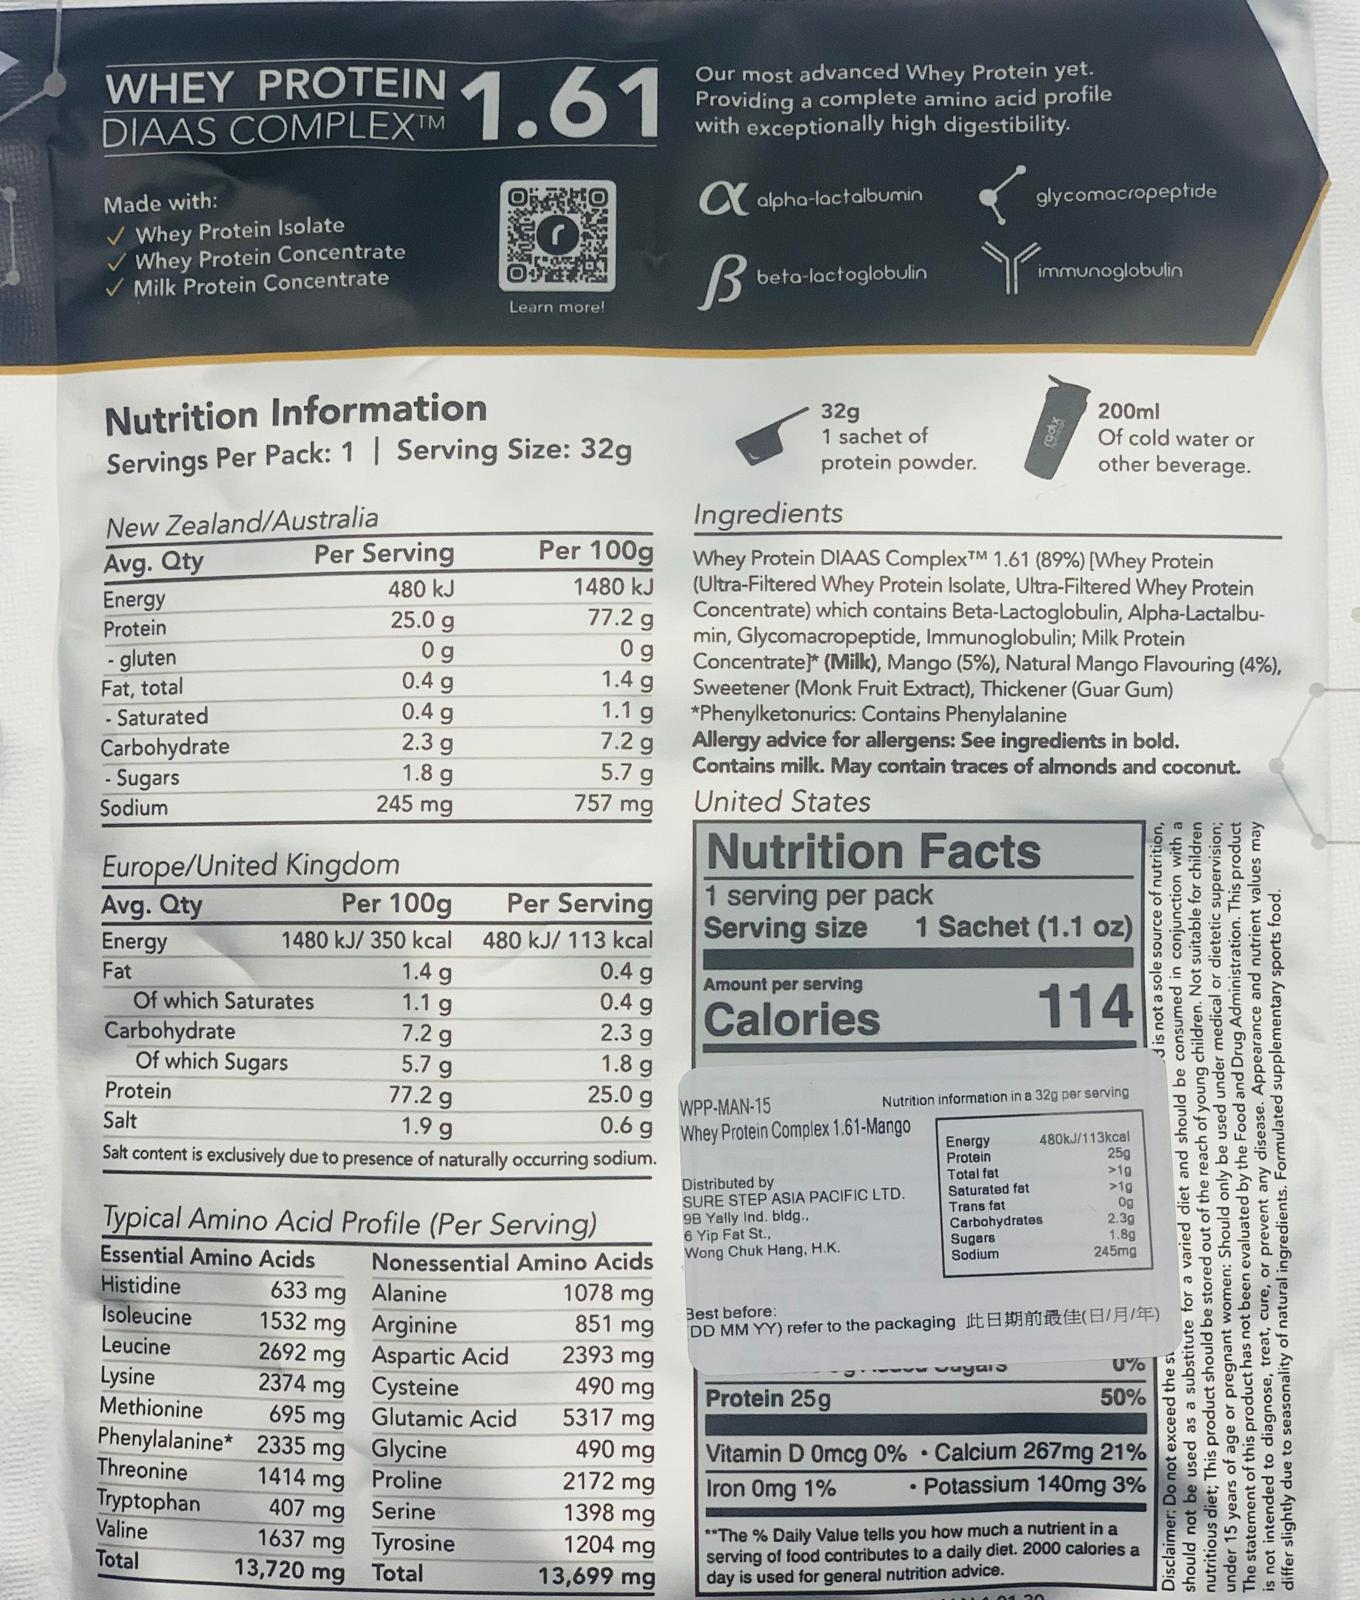 WHEY PROTEIN
DIAAS COMPLEX™
1.61
Our most advanced Whey Protein yet.
Providing a complete amino acid profile
with exceptionally high digestibility.
Made with:
✓ Whey Protein Isolate
✓ Whey Protein Concentrate
✓ Milk Protein Concentrate
r
Learn more!
α alpha-lactalbumin
glycomacropeptide
β beta-lactoglobulin
immunoglobulin
Nutrition Information
Servings Per Pack: 1 | Serving Size: 32g
32g
1 sachet of
protein powder.
radix
200ml
Of cold water or
other beverage.
New Zealand/Australia
Avg. Qty Per Serving Per 100g
Energy 480 kJ 1480 kJ
Protein 25.0 g 77.2 g
- gluten 0 g 0 g
Fat, total 0.4 g 1.4 g
- Saturated 0.4 g 1.1 g
Carbohydrate 2.3 g 7.2 g
- Sugars 1.8 g 5.7 g
Sodium 245 mg 757 mg
Europe/United Kingdom
Avg. Qty Per 100g Per Serving
Energy 1480 kJ/ 350 kcal 480 kJ/ 113 kcal
Fat 1.4 g 0.4 g
Of which Saturates 1.1 g 0.4 g
Carbohydrate 7.2 g 2.3 g
Of which Sugars 5.7 g 1.8 g
Protein 77.2 g 25.0 g
Salt 1.9 g 0.6 g
Salt content is exclusively due to presence of naturally occurring sodium.
Typical Amino Acid Profile (Per Serving)
Essential Amino Acids Nonessential Amino Acids
Histidine 633 mg Alanine 1078 mg
Isoleucine 1532 mg Arginine 851 mg
Leucine 2692 mg Aspartic Acid 2393 mg
Lysine 2374 mg Cysteine 490 mg
Methionine 695 mg Glutamic Acid 5317 mg
Phenylalanine* 2335 mg Glycine 490 mg
Threonine 1414 mg Proline 2172 mg
Tryptophan 407 mg Serine 1398 mg
Valine 1637 mg Tyrosine 1204 mg
Total 13,720 mg Total 13,699 mg
Ingredients
Whey Protein DIAAS Complex™ 1.61 (89%) [Whey Protein
(Ultra-Filtered Whey Protein Isolate, Ultra-Filtered Whey Protein
Concentrate) which contains Beta-Lactoglobulin, Alpha-Lactalbu-
min, Glycomacropeptide, Immunoglobulin; Milk Protein
Concentrate]* (Milk), Mango (5%), Natural Mango Flavouring (4%),
Sweetener (Monk Fruit Extract), Thickener (Guar Gum)
*Phenylketonurics: Contains Phenylalanine
Allergy advice for allergens: See ingredients in bold.
Contains milk. May contain traces of almonds and coconut.
United States
Nutrition Facts
1 serving per pack
Serving size 1 Sachet (1.1 oz)
Amount per serving
Calories 114
WPP-MAN-15
Whey Protein Complex 1.61-Mango
Distributed by
SURE STEP ASIA PACIFIC LTD.
9B Yally Ind. bldg.,
6 Yip Fat St.,
Wong Chuk Hang, H.K.
Nutrition information in a 32g per serving
Energy 480kJ/113kcal
Protein 25g
Total fat >1g
Saturated fat >1g
Trans fat 0g
Carbohydrates 2.3g
Sugars 1.8g
Sodium 245mg
Best before:
DD MM YY) refer to the packaging 此日期前最佳(日/月/年)
Sugars 0%
Protein 25g 50%
Vitamin D 0mcg 0% • Calcium 267mg 21%
Iron 0mg 1% • Potassium 140mg 3%
**The % Daily Value tells you how much a nutrient in a
serving of food contributes to a daily diet. 2000 calories a
day is used for general nutrition advice.
Disclaimer: Do not exceed the is not a sole source of nutrition,
should not be used as a substitute for a varied diet and should be consumed in conjunction with a
nutritious diet; This product should be stored out of the reach of young children. Not suitable for children
under 15 years of age or pregnant women: Should only be used under medical or dietetic supervision;
The statement of this product has not been evaluated by the Food and Drug Administration. This product
is not intended to diagnose, treat, cure, or prevent any disease. Appearance and nutrient values may
differ slightly due to seasonality of natural ingredients. Formulated supplementary sports food.